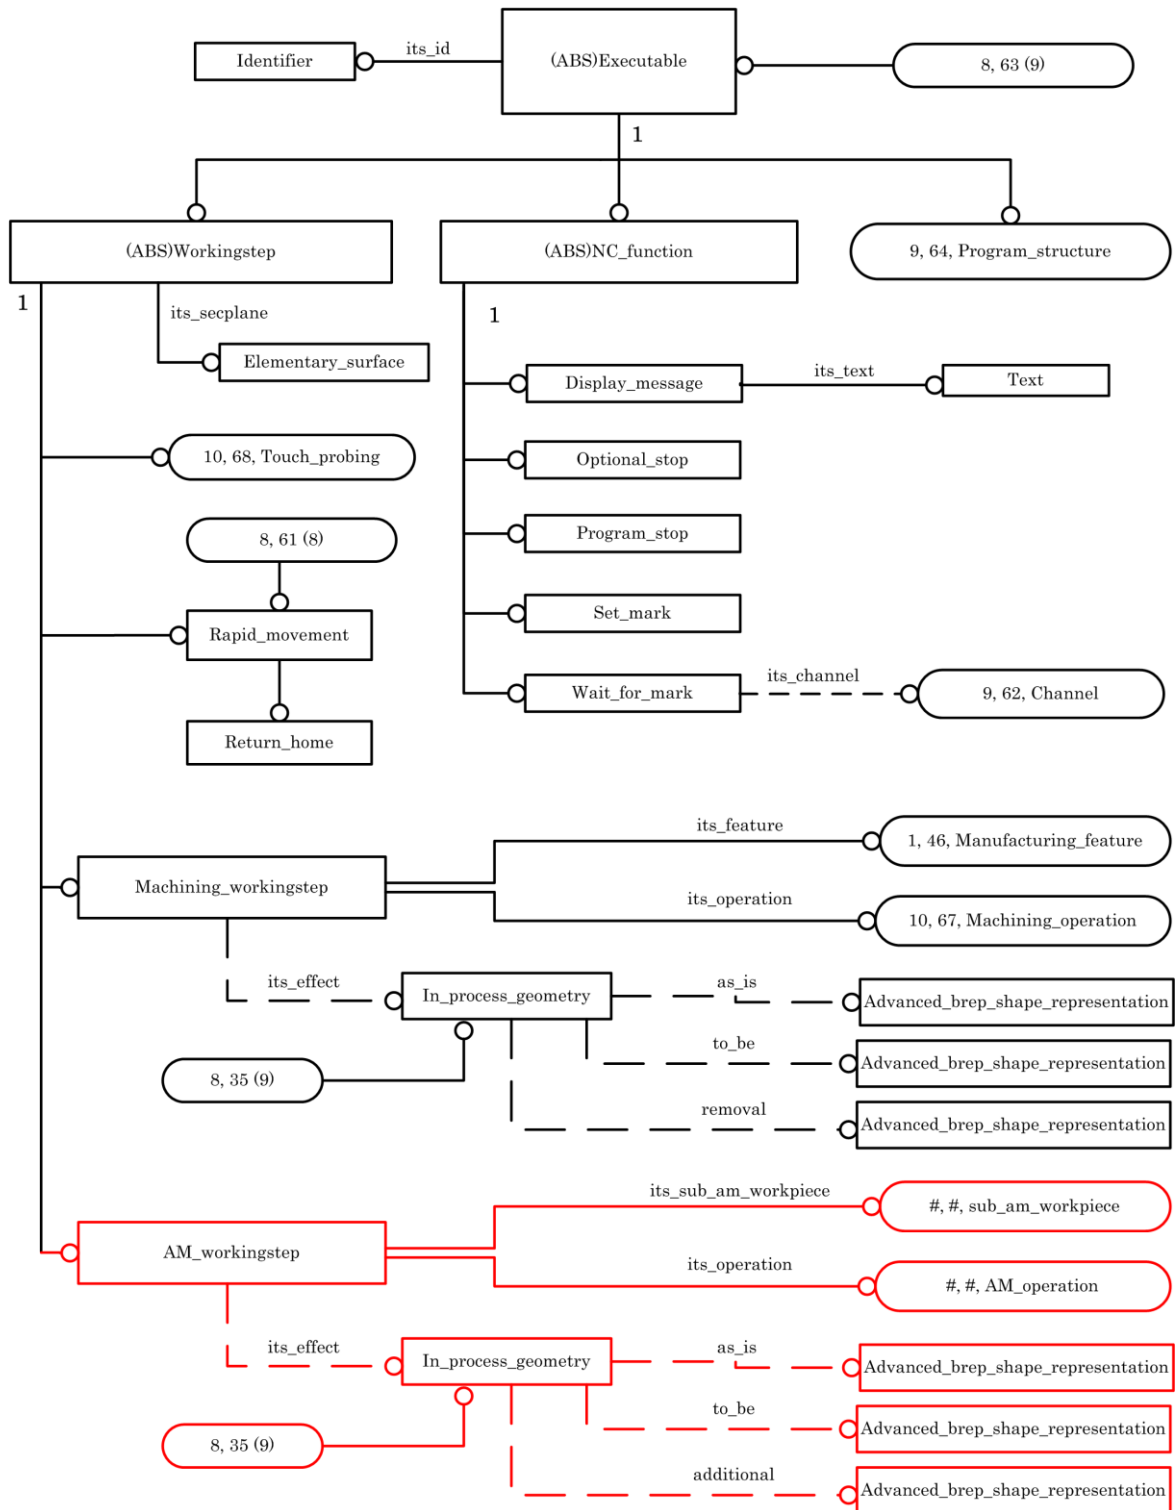 its_id
Identifier
(ABS)Executable
8, 63 (9)
1
(ABS)Workingstep
(ABS)NC_function
9, 64, Program_structure
1
its_secplane
1
Elementary_surface
Display_message
its_text
Text
10, 68, Touch_probing
Optional_stop
8, 61 (8)
Program_stop
Rapid_movement
Set_mark
its_channel
Wait_for_mark
9, 62, Channel
Return_home
its_feature
1, 46, Manufacturing_feature
Machining_workingstep
its_operation
10, 67, Machining_operation
its_effect
In_process_geometry
as_is
Advanced_brep_shape_representation
to_be
Advanced_brep_shape_representation
8, 35 (9)
removal
Advanced_brep_shape_representation
its_sub_am_workpiece
#, #, sub_am_workpiece
AM_workingstep
its_operation
#, #, AM_operation
its_effect
In_process_geometry
as_is
Advanced_brep_shape_representation
to_be
Advanced_brep_shape_representation
8, 35 (9)
additional
Advanced_brep_shape_representation